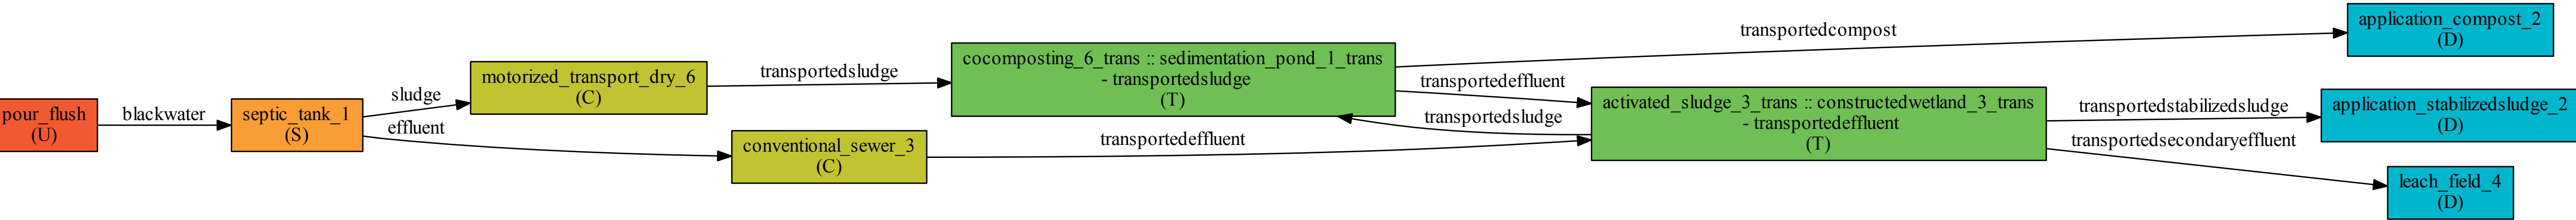 pour_flush
(U)
blackwater
septic_tank_1
(S)
sludge
effluent
motorized_transport_dry_6
(C)
conventional_sewer_3
(C)
transportedsludge
transportedeffluent
cocomposting_6_trans :: sedimentation_pond_1_trans
- transportedsludge
(T)
transportedcompost
transportedeffluent
transportedsludge
activated_sludge_3_trans :: constructedwetland_3_trans
- transportedeffluent
(T)
transportedstabilizedsludge
transportedsecondaryeffluent
application_compost_2
(D)
application_stabilizedsludge_2
(D)
leach_field_4
(D)